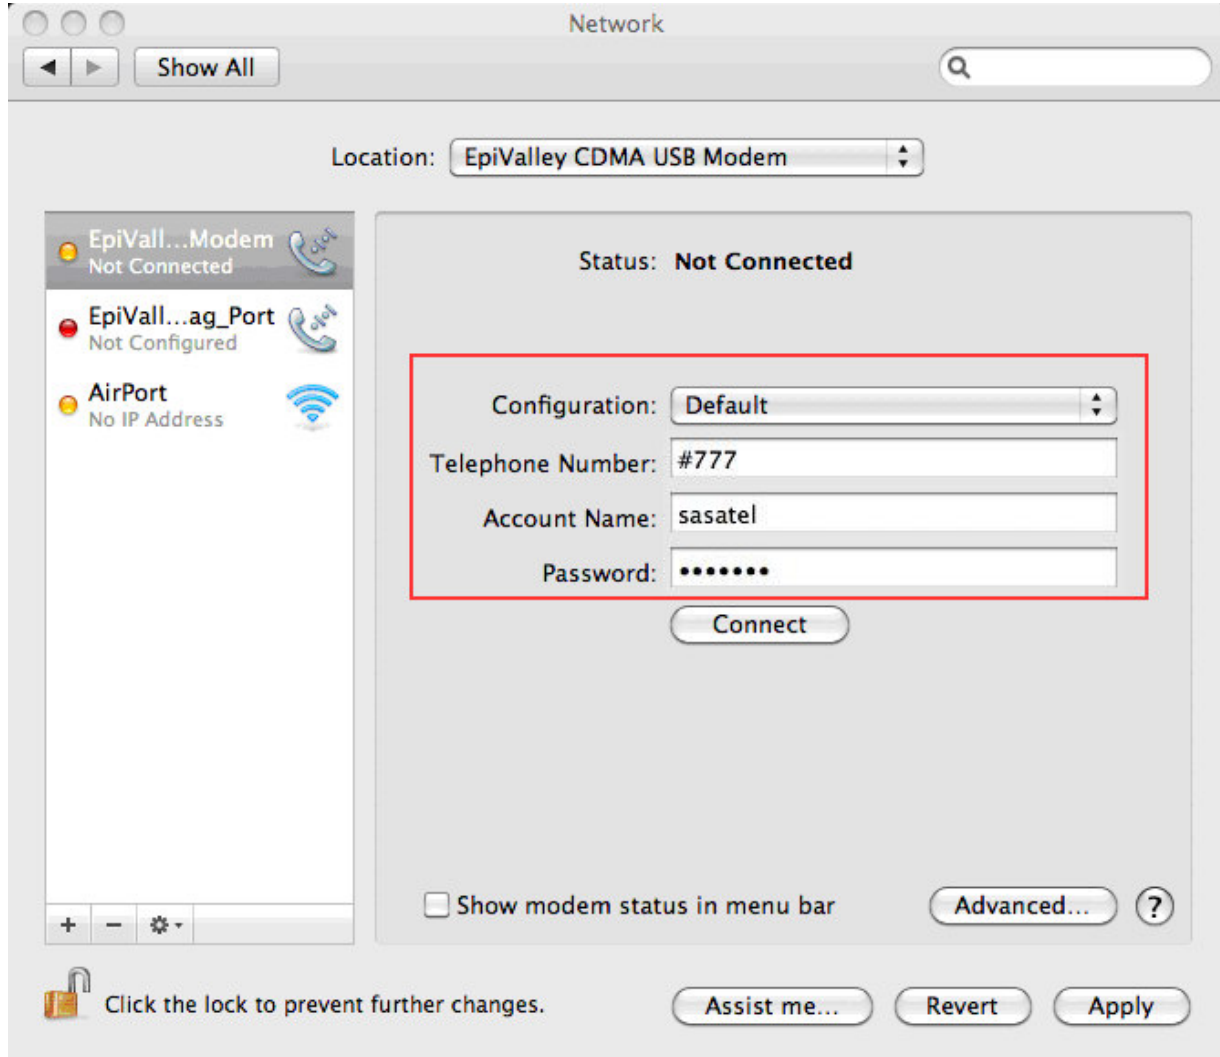 Network
Show All
Location: EpiValley CDMA USB Modem
EpiVall...Modem
Not Connected
EpiVall...ag_Port
Not Configured
AirPort
No IP Address
Status: Not Connected
Configuration: Default
Telephone Number: #777
Account Name: sasatel
Password: •••••••
Connect
Show modem status in menu bar
Advanced...
?
Click the lock to prevent further changes.
Assist me...
Revert
Apply